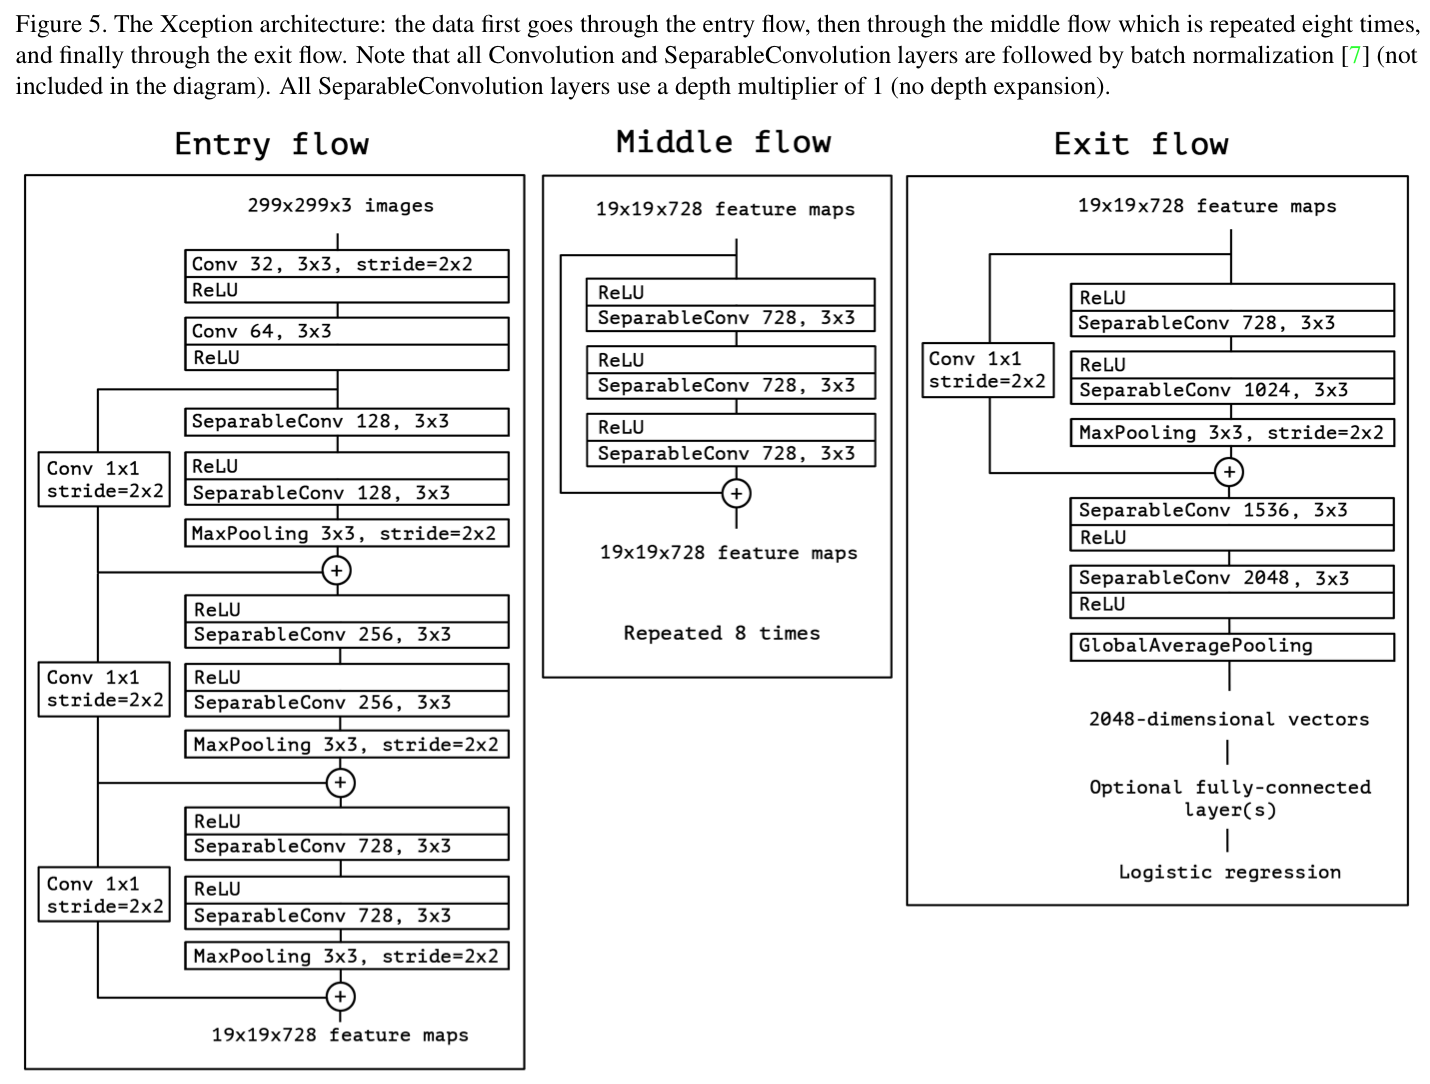 Figure 5. The Xception architecture: the data first goes through the entry flow, then through the middle flow which is repeated eight times,
and finally through the exit flow. Note that all Convolution and SeparableConvolution layers are followed by batch normalization [7] (not
included in the diagram). All SeparableConvolution layers use a depth multiplier of 1 (no depth expansion).
Entry flow
299x299x3 images
Conv 32, 3x3, stride=2x2
ReLU
Conv 64, 3x3
ReLU
SeparableConv 128, 3x3
Conv 1x1
stride=2x2
ReLU
SeparableConv 128, 3x3
MaxPooling 3x3, stride=2x2
+
ReLU
SeparableConv 256, 3x3
Conv 1x1
stride=2x2
ReLU
SeparableConv 256, 3x3
MaxPooling 3x3, stride=2x2
+
ReLU
SeparableConv 728, 3x3
Conv 1x1
stride=2x2
ReLU
SeparableConv 728, 3x3
MaxPooling 3x3, stride=2x2
+
19x19x728 feature maps
Middle flow
19x19x728 feature maps
ReLU
SeparableConv 728, 3x3
ReLU
SeparableConv 728, 3x3
ReLU
SeparableConv 728, 3x3
+
19x19x728 feature maps
Repeated 8 times
Exit flow
19x19x728 feature maps
ReLU
SeparableConv 728, 3x3
Conv 1x1
stride=2x2
ReLU
SeparableConv 1024, 3x3
MaxPooling 3x3, stride=2x2
+
SeparableConv 1536, 3x3
ReLU
SeparableConv 2048, 3x3
ReLU
GlobalAveragePooling
2048-dimensional vectors
Optional fully-connected
layer(s)
Logistic regression